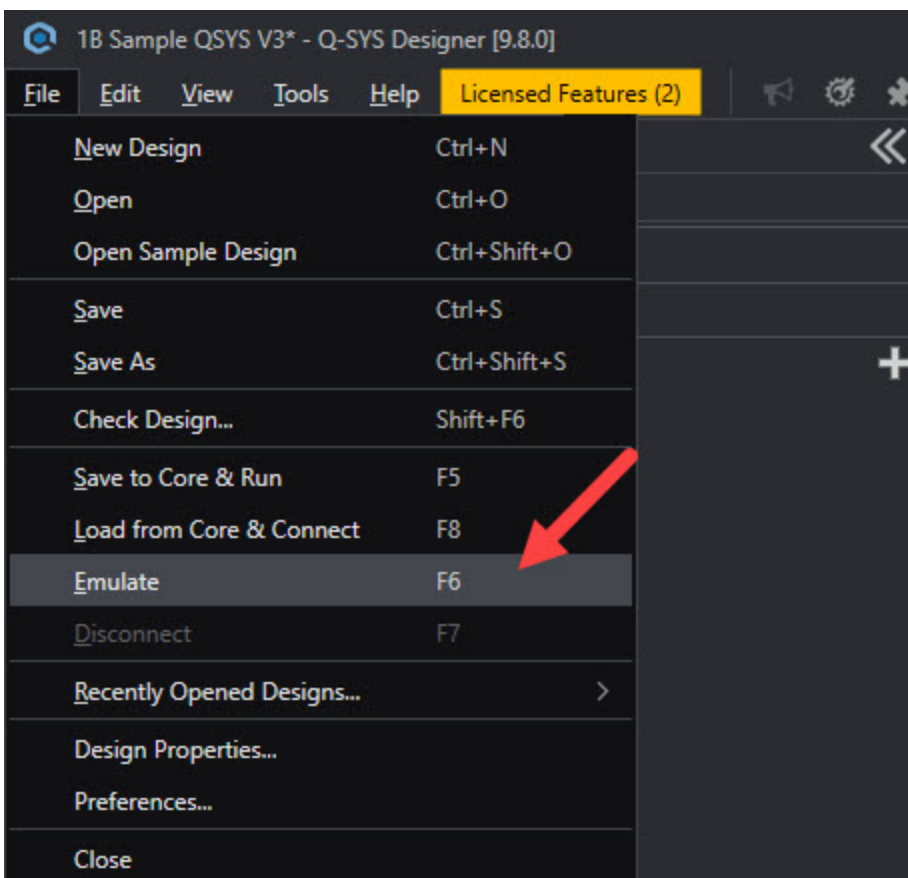 1B Sample QSYS V3* - Q-SYS Designer [9.8.0]
File Edit View Tools Help Licensed Features (2)
New Design Ctrl+N
Open Ctrl+O
Open Sample Design Ctrl+Shift+O
Save Ctrl+S
Save As Ctrl+Shift+S
Check Design... Shift+F6
Save to Core & Run F5
Load from Core & Connect F8
Emulate F6
Disconnect F7
Recently Opened Designs...
Design Properties...
Preferences...
Close